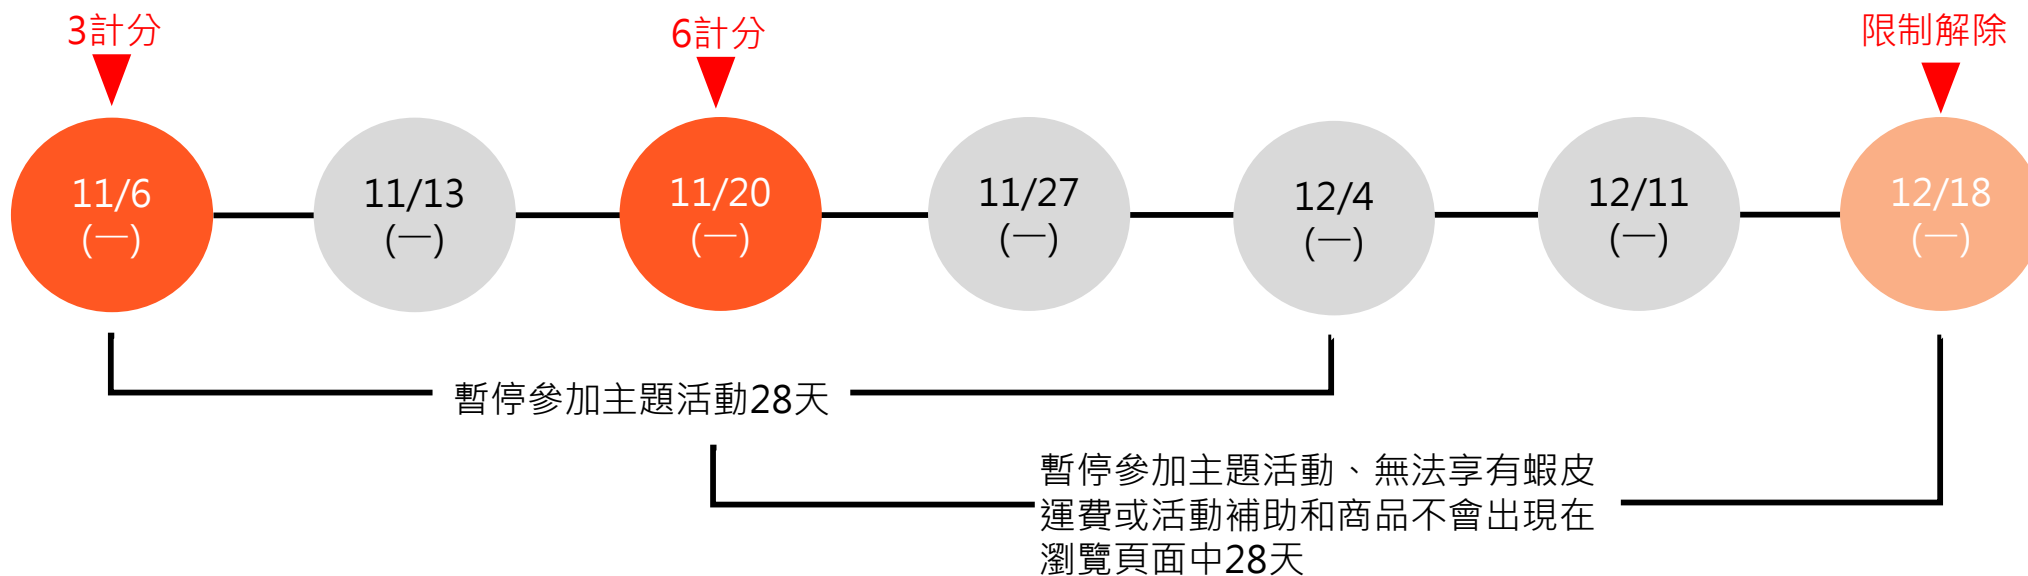 3計分
6計分
限制解除
11/6
(一)
11/13
(一)
11/20
(一)
11/27
(一)
12/4
(一)
12/11
(一)
12/18
(一)
暫停參加主題活動28天
暫停參加主題活動、無法享有蝦皮
運費或活動補助和商品不會出現在
瀏覽頁面中28天